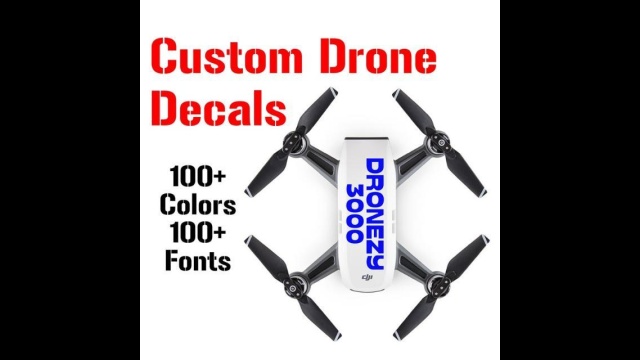 Custom Drone
Decals
100+
Colors
100+
Fonts
DRONEZY
3000
dji